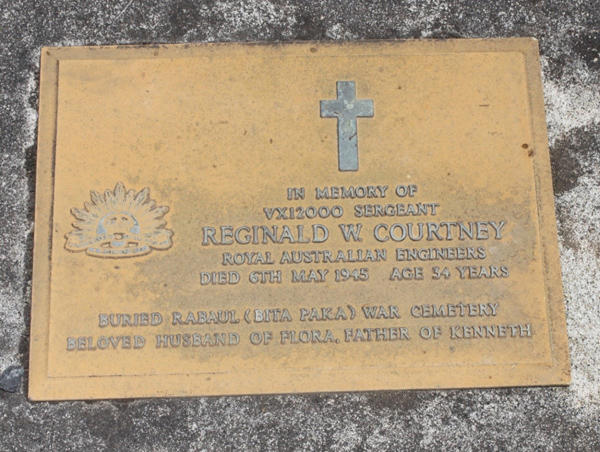 IN MEMORY OF
VX12000 SERGEANT
REGINALD W. COURTNEY
ROYAL AUSTRALIAN ENGINEERS
DIED 6TH MAY 1945 AGE 34 YEARS
BURIED RABAUL (BITA PAKA) WAR CEMETERY
BELOVED HUSBAND OF FLORA, FATHER OF KENNETH